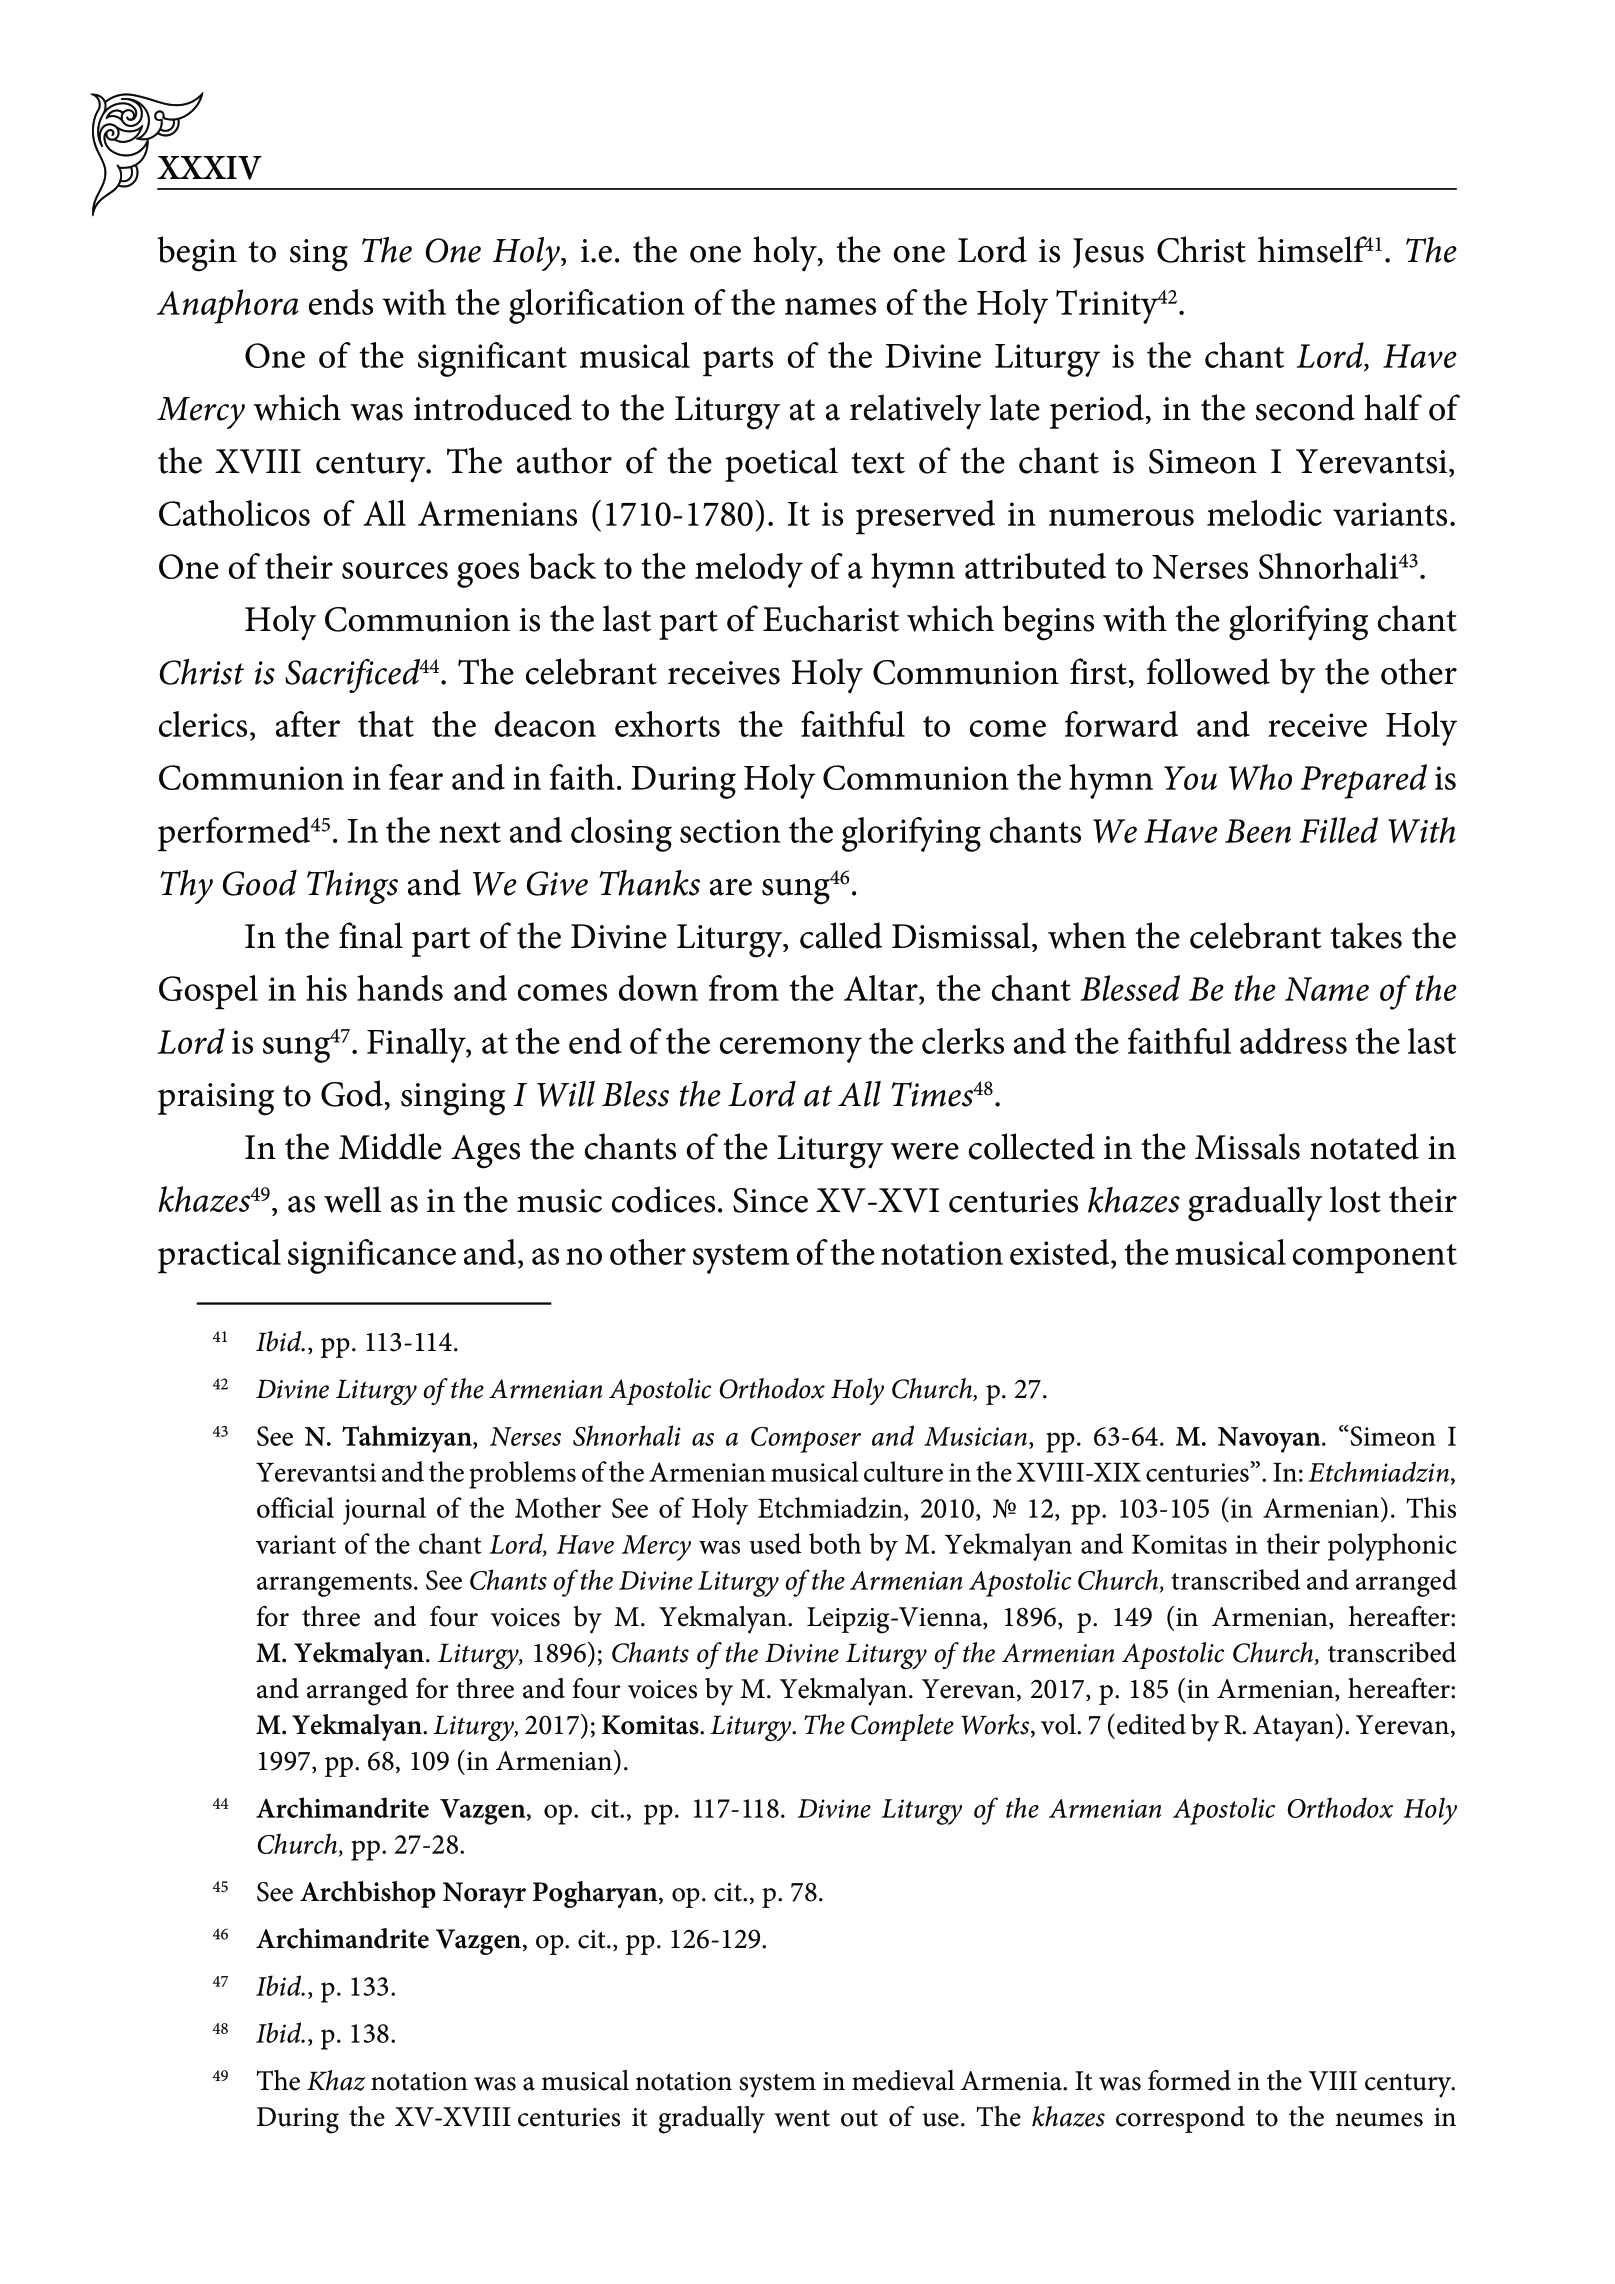 XXXIV
begin to sing The One Holy, i.e. the one holy, the one Lord is Jesus Christ himself⁴¹. The
Anaphora ends with the glorification of the names of the Holy Trinity⁴².
One of the significant musical parts of the Divine Liturgy is the chant Lord, Have
Mercy which was introduced to the Liturgy at a relatively late period, in the second half of
the XVIII century. The author of the poetical text of the chant is Simeon I Yerevantsi,
Catholicos of All Armenians (1710-1780). It is preserved in numerous melodic variants.
One of their sources goes back to the melody of a hymn attributed to Nerses Shnorhali⁴³.
Holy Communion is the last part of Eucharist which begins with the glorifying chant
Christ is Sacrificed⁴⁴. The celebrant receives Holy Communion first, followed by the other
clerics, after that the deacon exhorts the faithful to come forward and receive Holy
Communion in fear and in faith. During Holy Communion the hymn You Who Prepared is
performed⁴⁵. In the next and closing section the glorifying chants We Have Been Filled With
Thy Good Things and We Give Thanks are sung⁴⁶.
In the final part of the Divine Liturgy, called Dismissal, when the celebrant takes the
Gospel in his hands and comes down from the Altar, the chant Blessed Be the Name of the
Lord is sung⁴⁷. Finally, at the end of the ceremony the clerks and the faithful address the last
praising to God, singing I Will Bless the Lord at All Times⁴⁸.
In the Middle Ages the chants of the Liturgy were collected in the Missals notated in
khazes⁴⁹, as well as in the music codices. Since XV-XVI centuries khazes gradually lost their
practical significance and, as no other system of the notation existed, the musical component
⁴¹ Ibid., pp. 113-114.
⁴² Divine Liturgy of the Armenian Apostolic Orthodox Holy Church, p. 27.
⁴³ See N. Tahmizyan, Nerses Shnorhali as a Composer and Musician, pp. 63-64. M. Navoyan. “Simeon I
Yerevantsi and the problems of the Armenian musical culture in the XVIII-XIX centuries”. In: Etchmiadzin,
official journal of the Mother See of Holy Etchmiadzin, 2010, № 12, pp. 103-105 (in Armenian). This
variant of the chant Lord, Have Mercy was used both by M. Yekmalyan and Komitas in their polyphonic
arrangements. See Chants of the Divine Liturgy of the Armenian Apostolic Church, transcribed and arranged
for three and four voices by M. Yekmalyan. Leipzig-Vienna, 1896, p. 149 (in Armenian, hereafter:
M. Yekmalyan. Liturgy, 1896); Chants of the Divine Liturgy of the Armenian Apostolic Church, transcribed
and arranged for three and four voices by M. Yekmalyan. Yerevan, 2017, p. 185 (in Armenian, hereafter:
M. Yekmalyan. Liturgy, 2017); Komitas. Liturgy. The Complete Works, vol. 7 (edited by R. Atayan). Yerevan,
1997, pp. 68, 109 (in Armenian).
⁴⁴ Archimandrite Vazgen, op. cit., pp. 117-118. Divine Liturgy of the Armenian Apostolic Orthodox Holy
Church, pp. 27-28.
⁴⁵ See Archbishop Norayr Pogharyan, op. cit., p. 78.
⁴⁶ Archimandrite Vazgen, op. cit., pp. 126-129.
⁴⁷ Ibid., p. 133.
⁴⁸ Ibid., p. 138.
⁴⁹ The Khaz notation was a musical notation system in medieval Armenia. It was formed in the VIII century.
During the XV-XVIII centuries it gradually went out of use. The khazes correspond to the neumes in